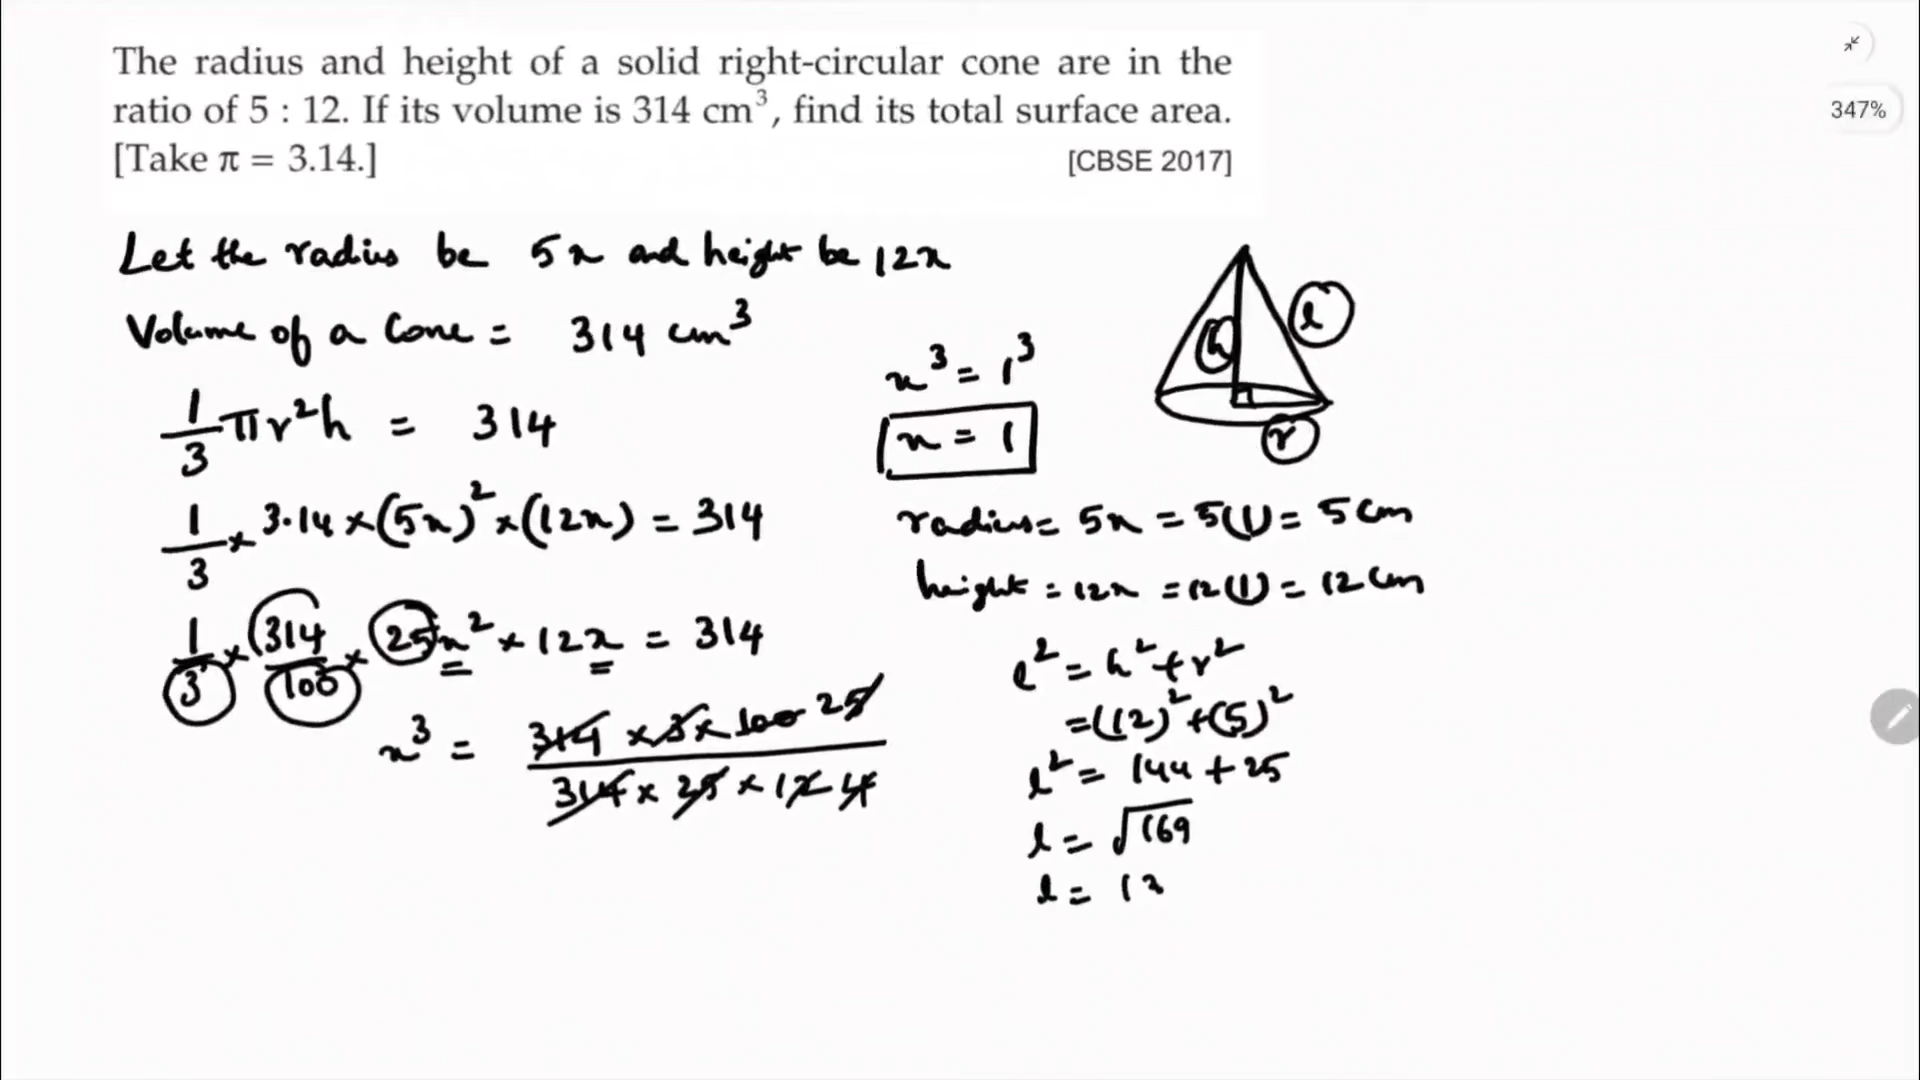 The radius and height of a solid right-circular cone are in the
ratio of 5 : 12. If its volume is 314 cm³, find its total surface area.
[Take π = 3.14.] [CBSE 2017]
347%
Let the radius be 5x and height be 12x
Volume of a Cone = 314 cm³
1/3 πr²h = 314
1/3 × 3.14 × (5x)² × (12x) = 314
1/3 × 314/100 × 25x² × 12x = 314
x³ = 314 × 3 × 100 25 / 314 × 25 × 12 4
x³ = 1³
x = 1
h
l
r
radius = 5x = 5(1) = 5 cm
height = 12x = 12(1) = 12 cm
l² = h² + r²
= (12)² + (5)²
l² = 144 + 25
l = √169
l = 13